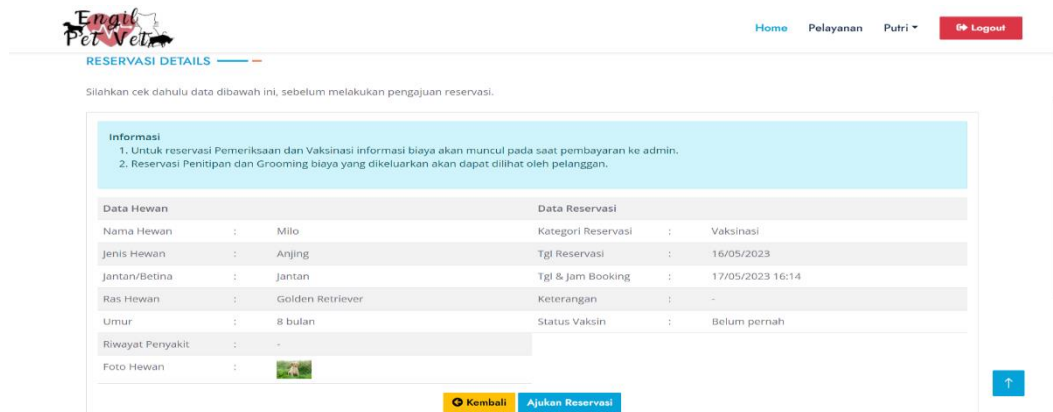 Engil
Pet Vet
Home Pelayanan Putri Logout
RESERVASI DETAILS
Silahkan cek dahulu data dibawah ini, sebelum melakukan pengajuan reservasi.
Informasi
1. Untuk reservasi Pemeriksaan dan Vaksinasi informasi biaya akan muncul pada saat pembayaran ke admin.
2. Reservasi Penitipan dan Grooming biaya yang dikeluarkan akan dapat dilihat oleh pelanggan.
Data Hewan Data Reservasi
Nama Hewan : Milo Kategori Reservasi : Vaksinasi
Jenis Hewan : Anjing Tgl Reservasi : 16/05/2023
Jantan/Betina : Jantan Tgl & Jam Booking : 17/05/2023 16:14
Ras Hewan : Golden Retriever Keterangan : -
Umur : 8 bulan Status Vaksin : Belum pernah
Riwayat Penyakit : -
Foto Hewan :
Kembali Ajukan Reservasi